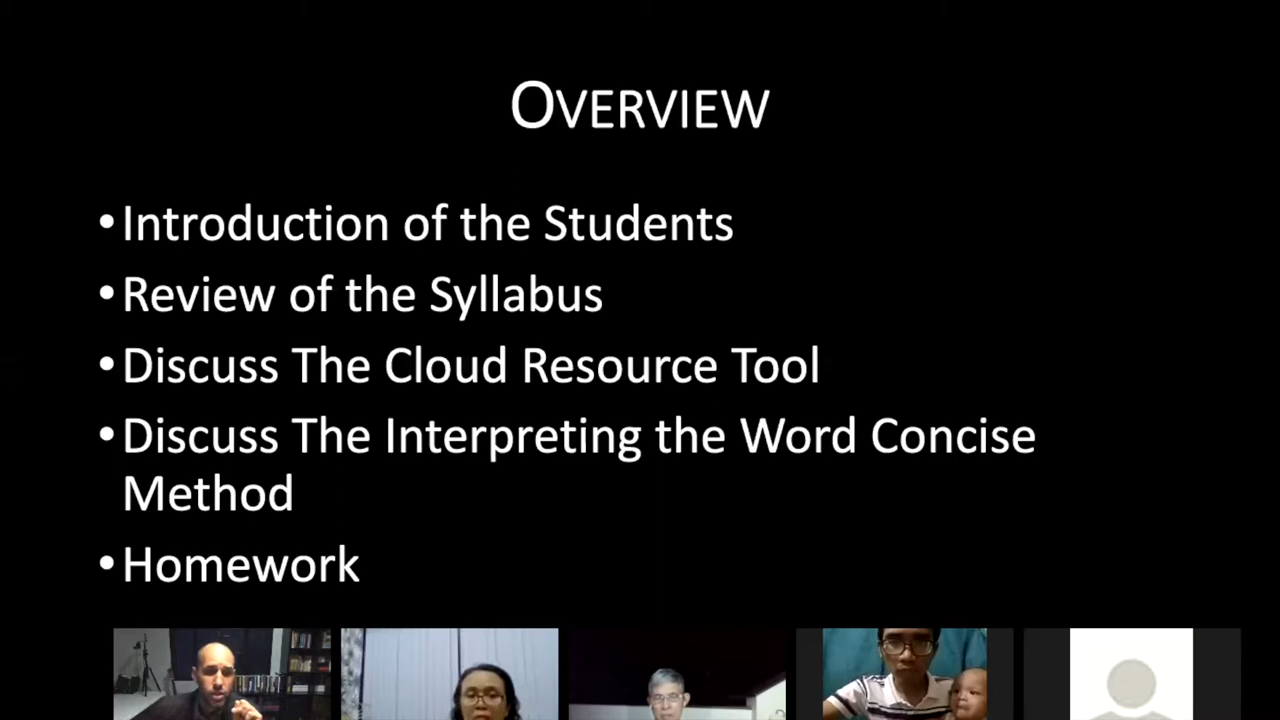 OVERVIEW
•Introduction of the Students
•Review of the Syllabus
•Discuss The Cloud Resource Tool
•Discuss The Interpreting the Word Concise
Method
•Homework